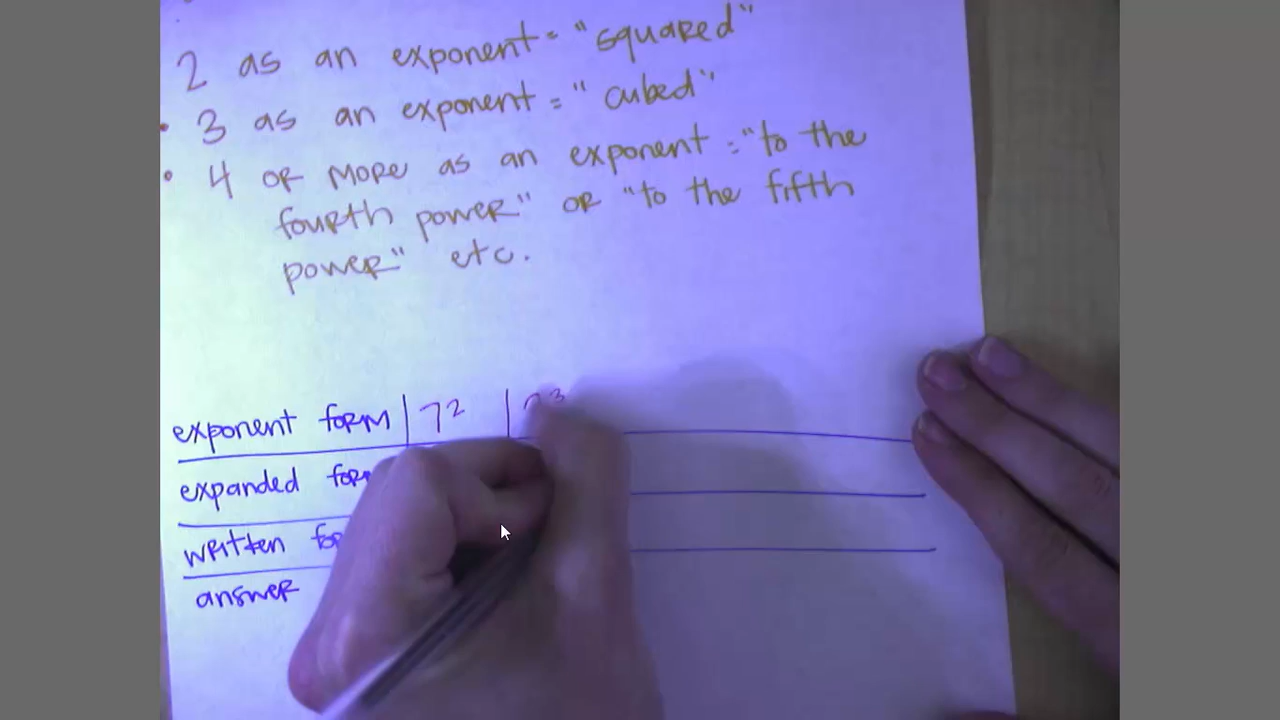 2 as an exponent = "squared"
• 3 as an exponent = "cubed"
• 4 or more as an exponent = "to the
fourth power" or "to the fifth
power" etc.
exponent form | 7² |
expanded
written
answer